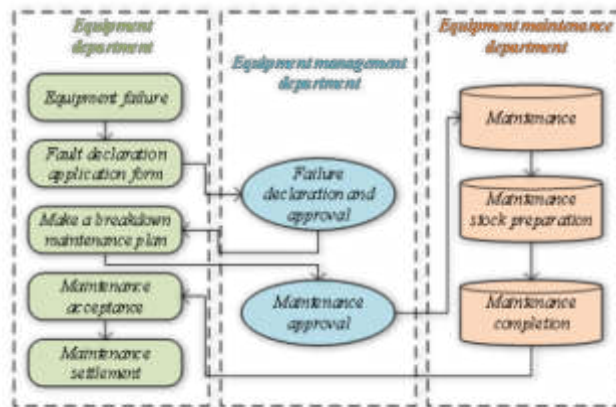 Equipment
department
Equipment failure
Fault declaration
application form
Make a breakdown
maintenance plan
Maintenance
acceptance
Maintenance
settlement
Equipment management
department
Failure
declaration and
approval
Maintenance
approval
Equipment maintenance
department
Maintenance
Maintenance
stock preparation
Maintenance
completion